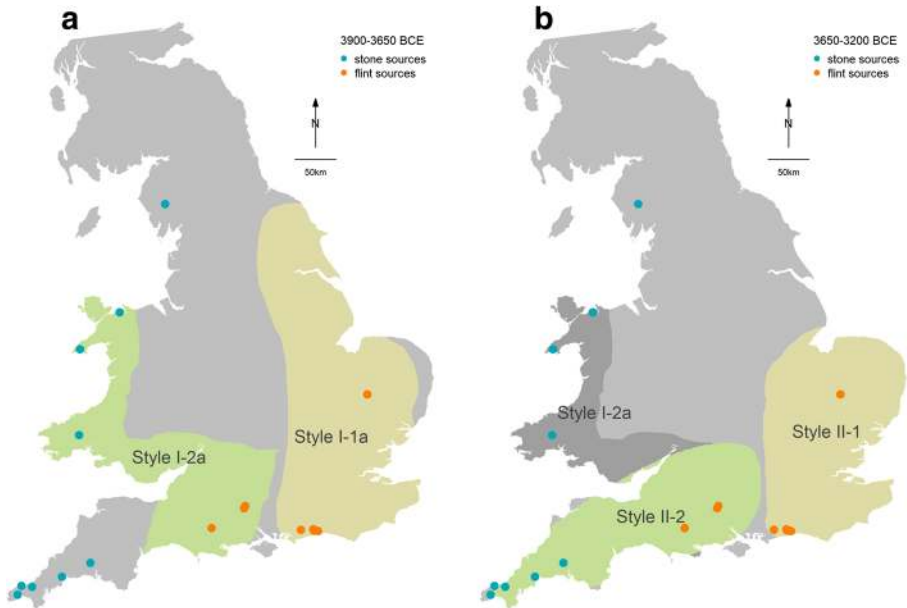 a
3900-3650 BCE
stone sources
flint sources
N
50km
Style I-2a
Style I-1a
b
3650-3200 BCE
stone sources
flint sources
N
50km
Style I-2a
Style II-1
Style II-2